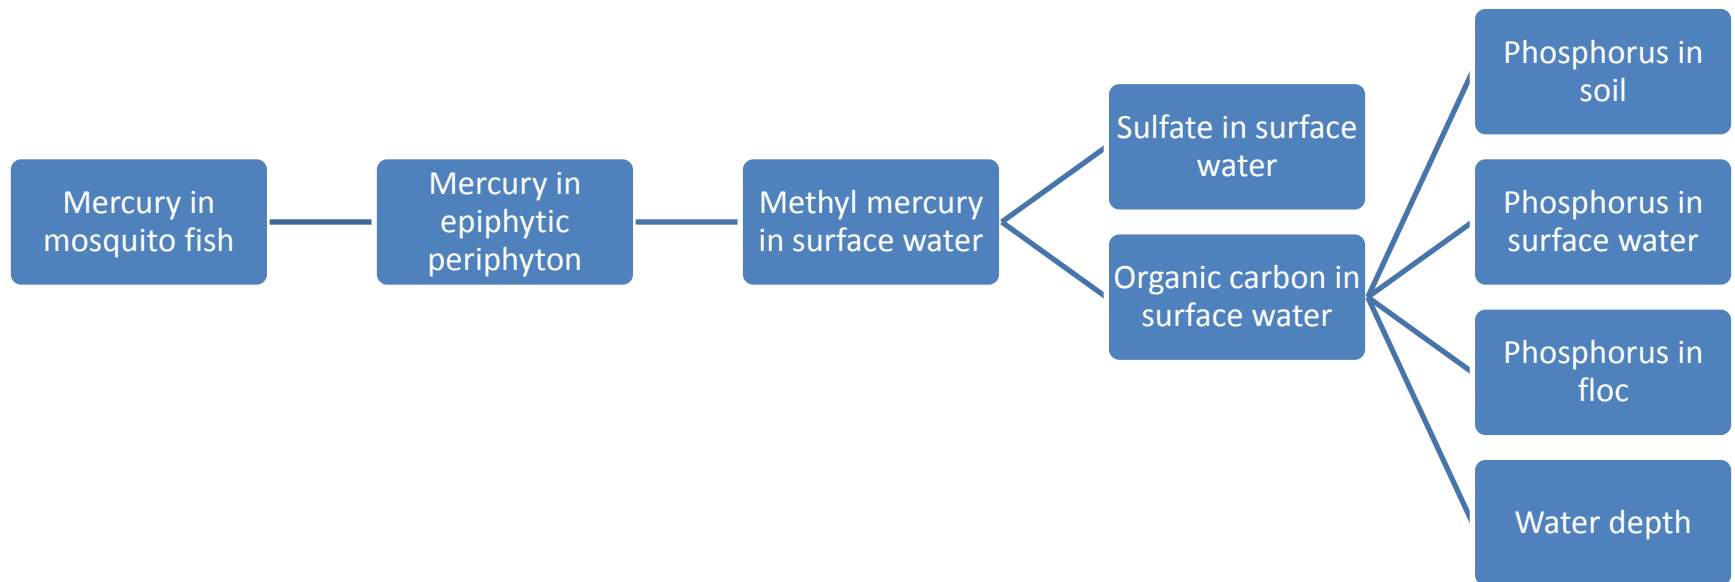 Mercury in
mosquito fish
Mercury in
epiphytic
periphyton
Methyl mercury
in surface water
Sulfate in surface
water
Organic carbon in
surface water
Phosphorus in
soil
Phosphorus in
surface water
Phosphorus in
floc
Water depth